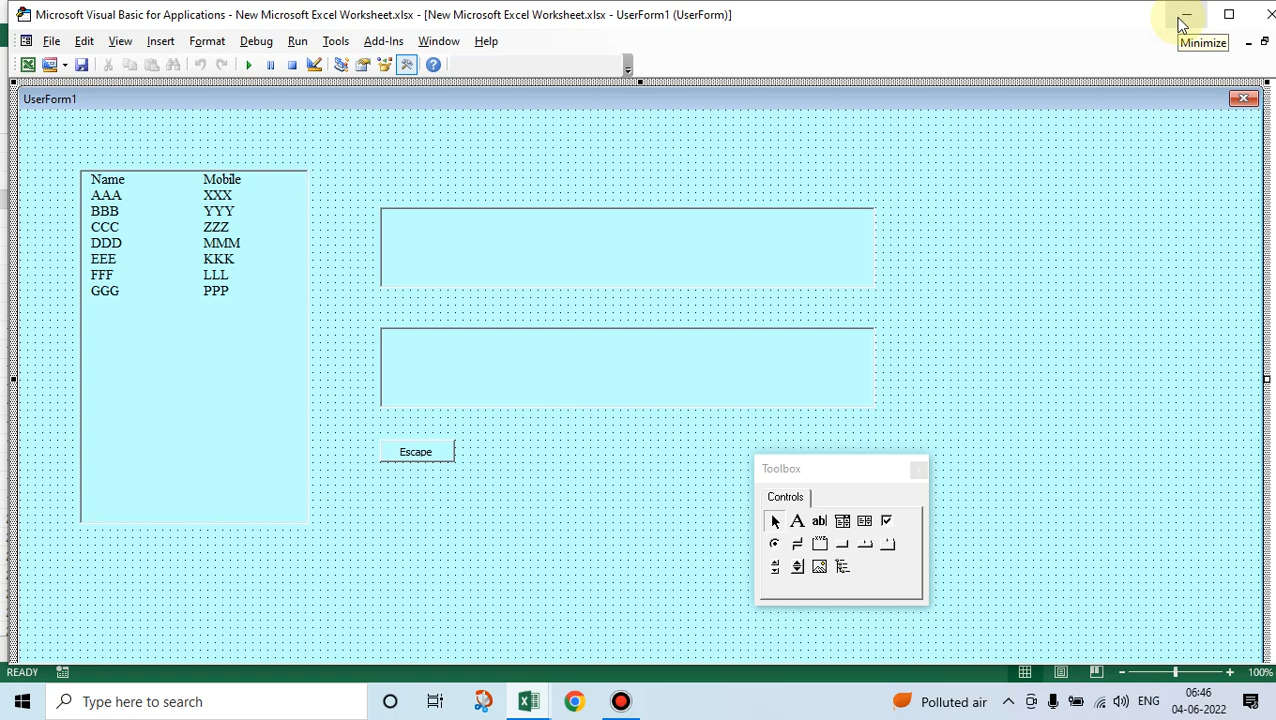 Microsoft Visual Basic for Applications - New Microsoft Excel Worksheet.xlsx - [New Microsoft Excel Worksheet.xlsx - UserForm1 (UserForm)]
Minimize
File Edit View Insert Format Debug Run Tools Add-Ins Window Help
UserForm1
Name Mobile
AAA XXX
BBB YYY
CCC ZZZ
DDD MMM
EEE KKK
FFF LLL
GGG PPP
Escape
Toolbox
Controls
A ab|
READY
100%
Type here to search
Polluted air
ENG
06:46
04-06-2022